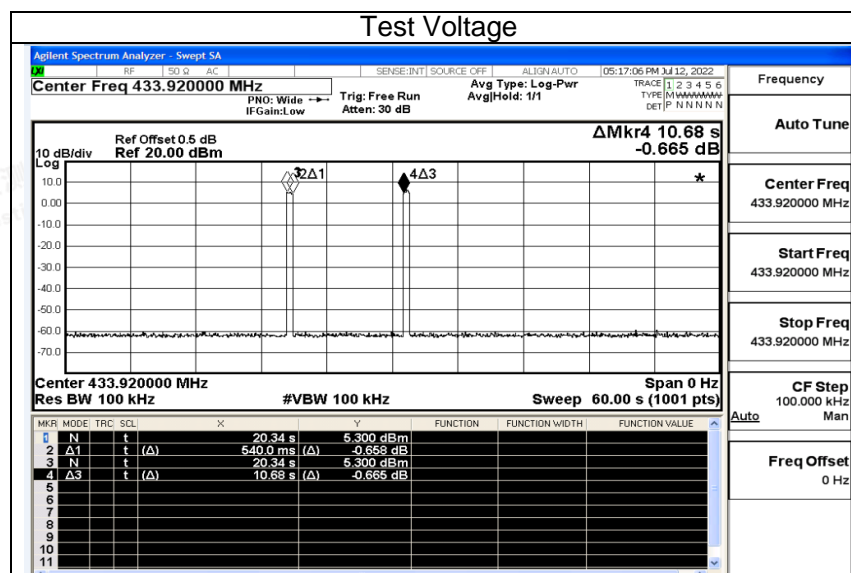 Test Voltage
Agilent Spectrum Analyzer - Swept SA
LXI RF 50 Ω AC SENSE:INT SOURCE OFF ALIGN AUTO 05:17:06 PM Jul 12, 2022
Center Freq 433.920000 MHz
PNO: Wide
IFGain:Low
Trig: Free Run
Atten: 30 dB
Avg Type: Log-Pwr
Avg|Hold: 1/1
TRACE 1 2 3 4 5 6
TYPE M W W W W W
DET P N N N N N
Frequency
Auto Tune
Center Freq
433.920000 MHz
Start Freq
433.920000 MHz
Stop Freq
433.920000 MHz
CF Step
100.000 kHz
Auto Man
Freq Offset
0 Hz
ΔMkr4 10.68 s
-0.665 dB
Ref Offset 0.5 dB
10 dB/div Ref 20.00 dBm
Log
10.0
0.00
-10.0
-20.0
-30.0
-40.0
-50.0
-60.0
-70.0
3 2Δ1 4Δ3 *
Center 433.920000 MHz Span 0 Hz
Res BW 100 kHz #VBW 100 kHz Sweep 60.00 s (1001 pts)
MKR MODE TRC SCL X Y FUNCTION FUNCTION WIDTH FUNCTION VALUE
1 N t 20.34 s 5.300 dBm
2 Δ1 t (Δ) 540.0 ms (Δ) -0.658 dB
3 N t 20.34 s 5.300 dBm
4 Δ3 t (Δ) 10.68 s (Δ) -0.665 dB
5
6
7
8
9
10
11